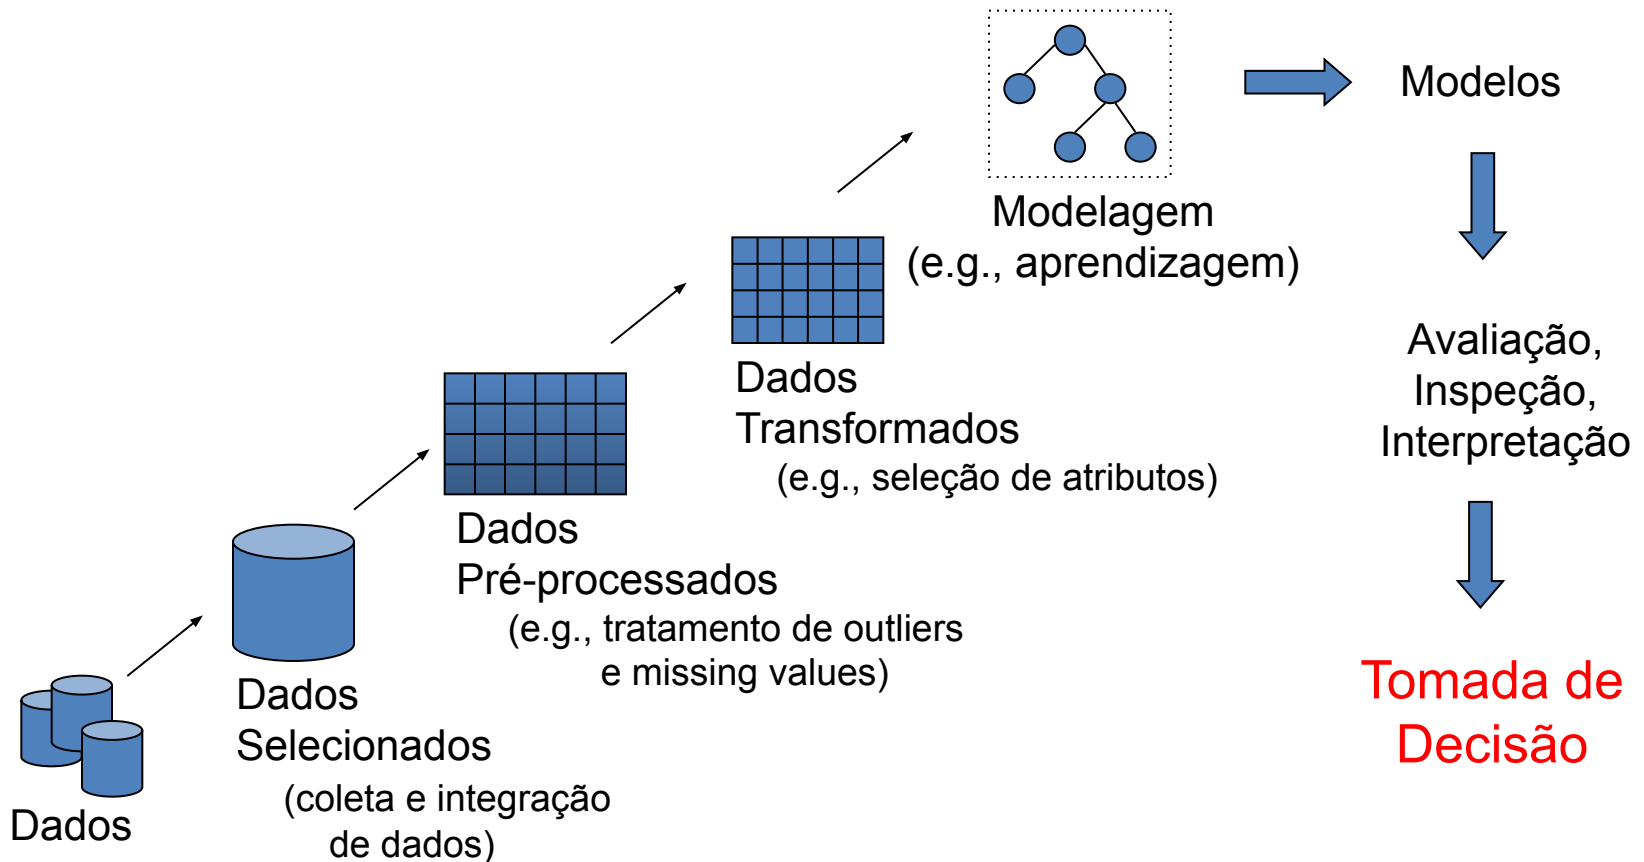 Dados
Dados
Selecionados
(coleta e integração
de dados)
Dados
Pré-processados
(e.g., tratamento de outliers
e missing values)
Dados
Transformados
(e.g., seleção de atributos)
Modelagem
(e.g., aprendizagem)
Modelos
Avaliação,
Inspeção,
Interpretação
Tomada de
Decisão